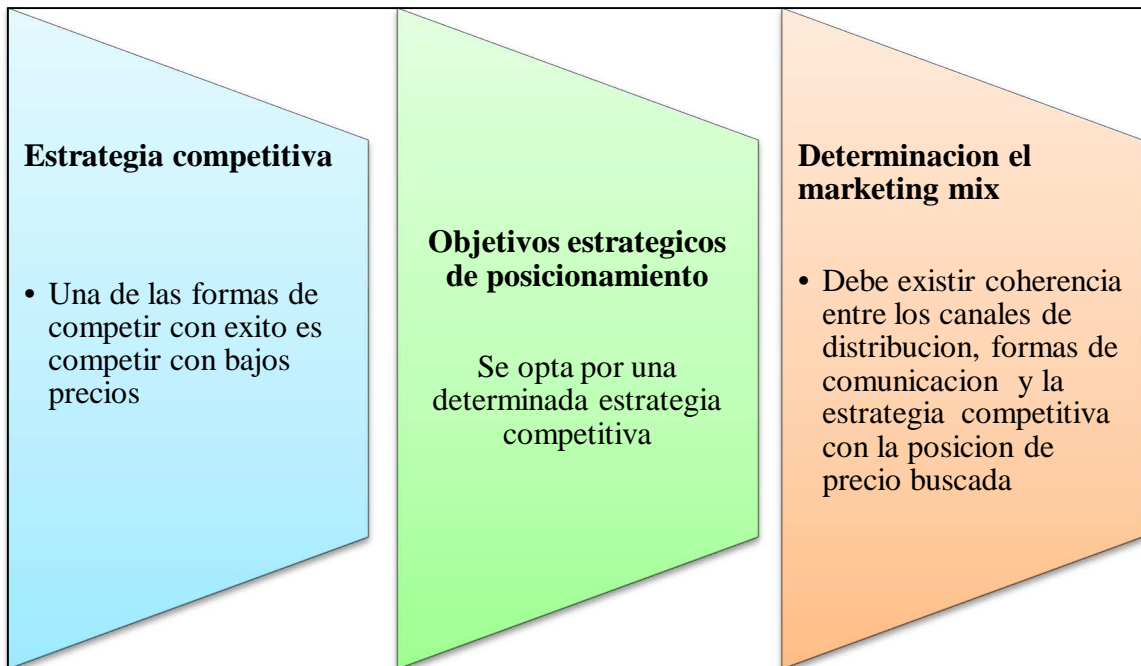 Estrategia competitiva
• Una de las formas de
competir con exito es
competir con bajos
precios
Objetivos estrategicos
de posicionamiento
Se opta por una
determinada estrategia
competitiva
Determinacion el
marketing mix
• Debe existir coherencia
entre los canales de
distribucion, formas de
comunicacion y la
estrategia competitiva
con la posicion de
precio buscada